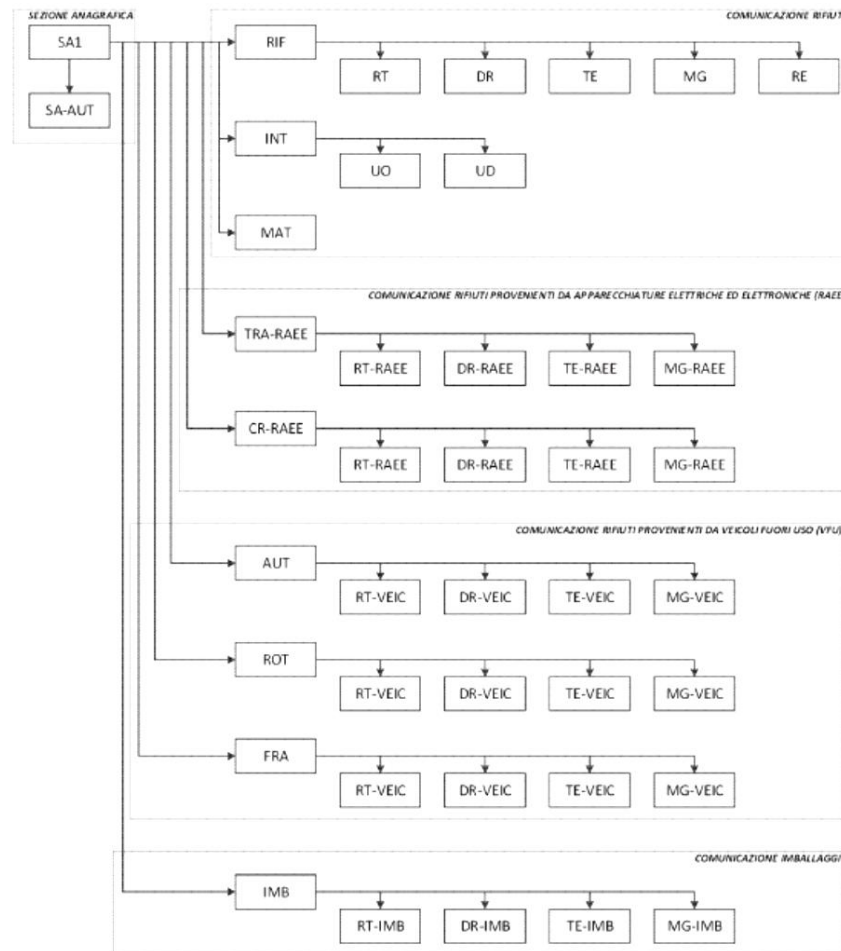 SEZIONE ANAGRAFICA
COMUNICAZIONE RIFIUT
SA1
RIF
RT
DR
TE
MG
RE
SA-AUT
INT
UO
UD
MAT
COMUNICAZIONE RIFIUTI PROVENIENTI DA APPARECCHIATURE ELETTRICHE ED ELETTRONICHE (RAEE
TRA-RAEE
RT-RAEE
DR-RAEE
TE-RAEE
MG-RAEE
CR-RAEE
RT-RAEE
DR-RAEE
TE-RAEE
MG-RAEE
COMUNICAZIONE RIFIUTI PROVENIENTI DA VEICOLI FUORI USO (VFU)
AUT
RT-VEIC
DR-VEIC
TE-VEIC
MG-VEIC
ROT
RT-VEIC
DR-VEIC
TE-VEIC
MG-VEIC
FRA
RT-VEIC
DR-VEIC
TE-VEIC
MG-VEIC
COMUNICAZIONE IMBALLAGGI
IMB
RT-IMB
DR-IMB
TE-IMB
MG-IMB